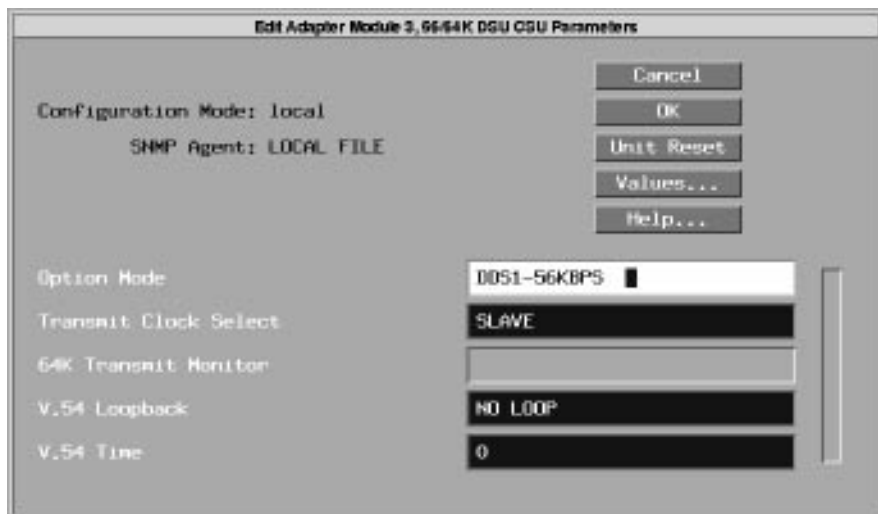 Edit Adapter Module 3, 56/64K DSU CSU Parameters
Cancel
Configuration Mode: local
OK
SNMP Agent: LOCAL FILE
Unit Reset
Values...
Help...
Option Mode
DDS1-56KBPS
Transmit Clock Select
SLAVE
64K Transmit Monitor
V.54 Loopback
NO LOOP
V.54 Time
0